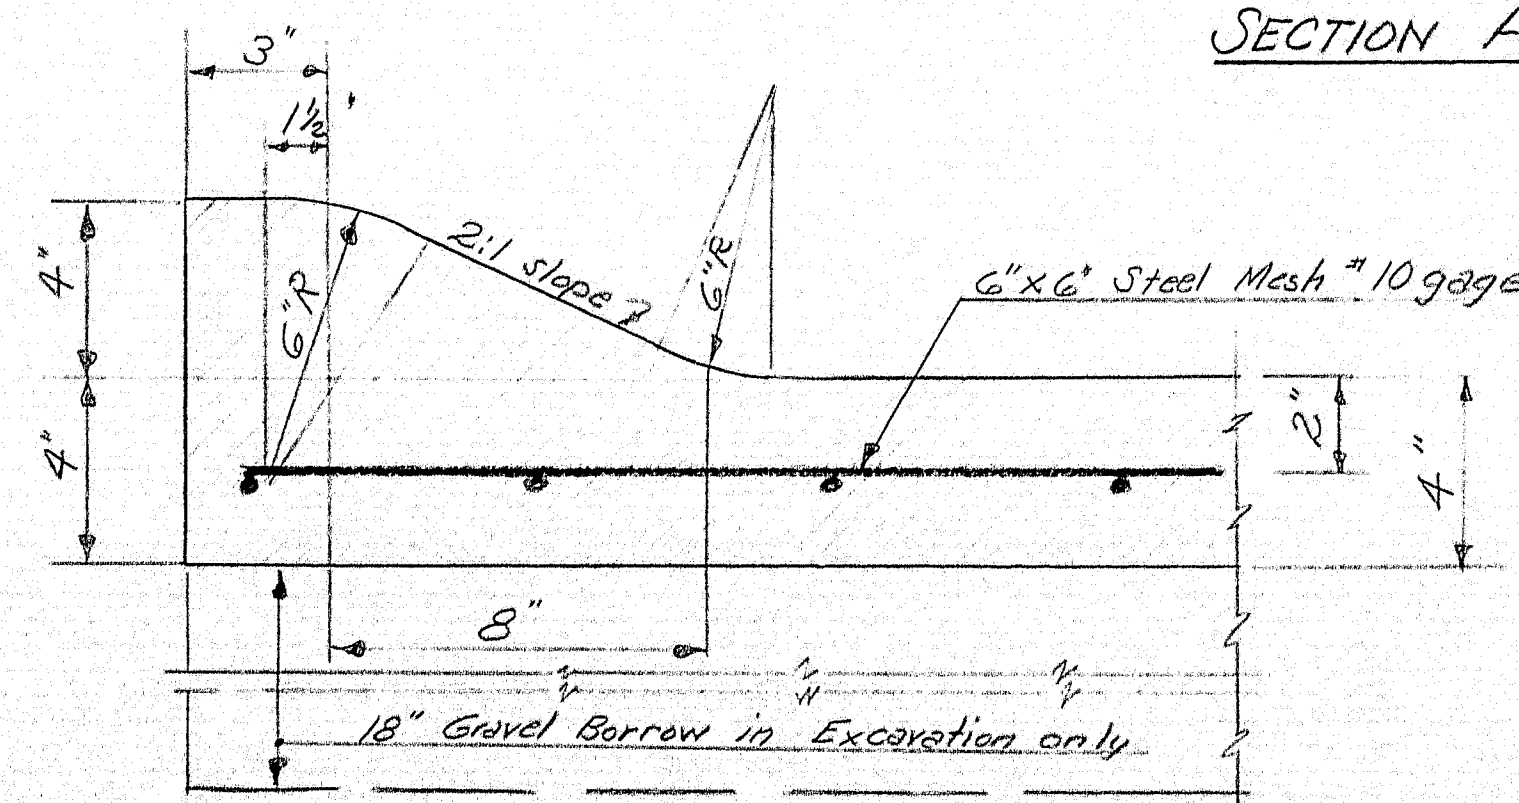 SECTION
3"
1½"
4"
6"R
2:1 slope
6"R
6"x6" Steel Mesh #10 gage
4"
2"
4"
8"
18" Gravel Borrow in Excavation only